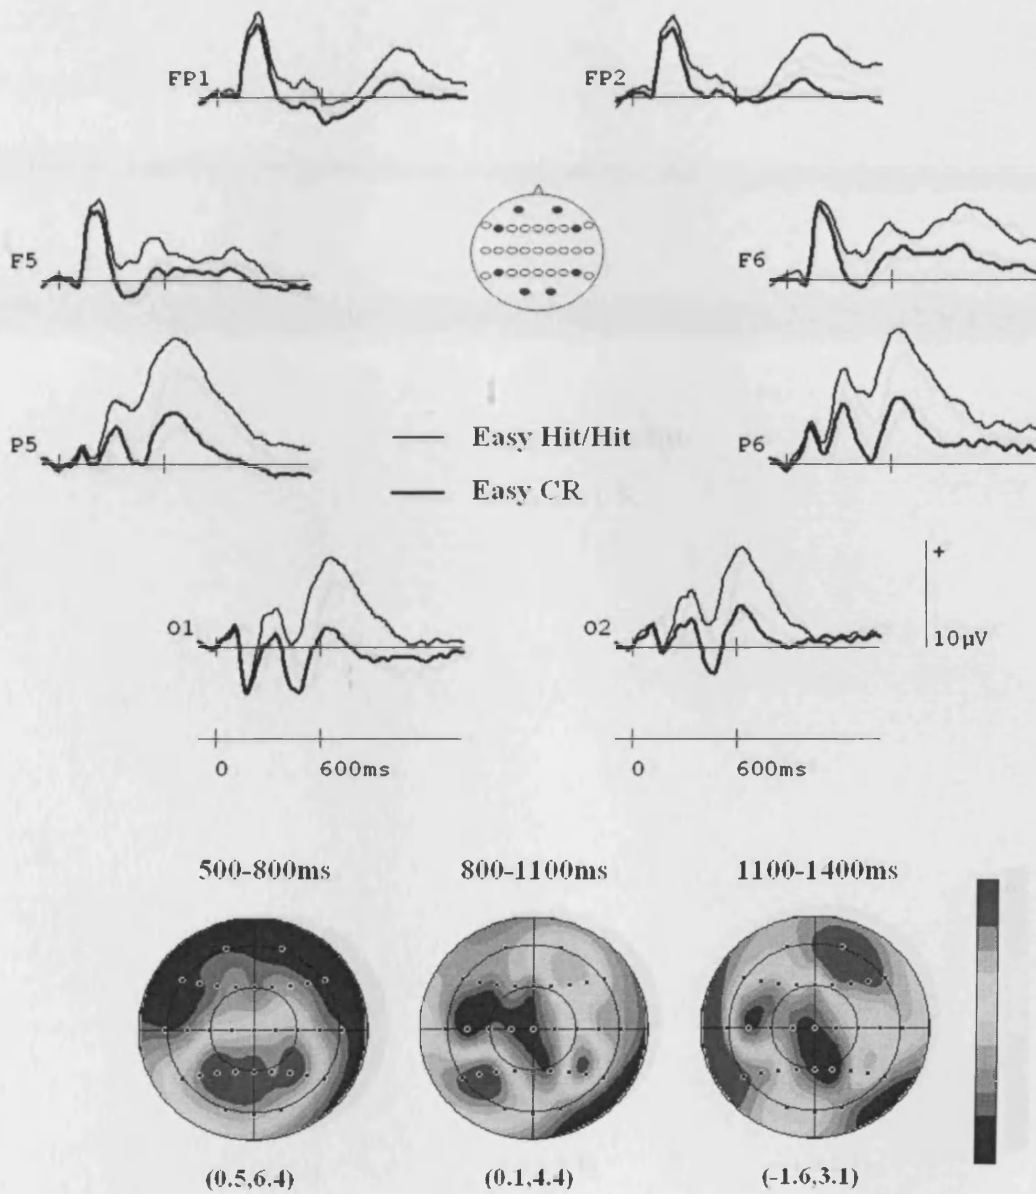 FP1 FP2
F5 F6
P5 P6
Easy Hit/Hit
Easy CR
O1 O2
+
10µV
0 600ms 0 600ms
500-800ms 800-1100ms 1100-1400ms
(0.5,6.4) (0.1,4.4) (-1.6,3.1)